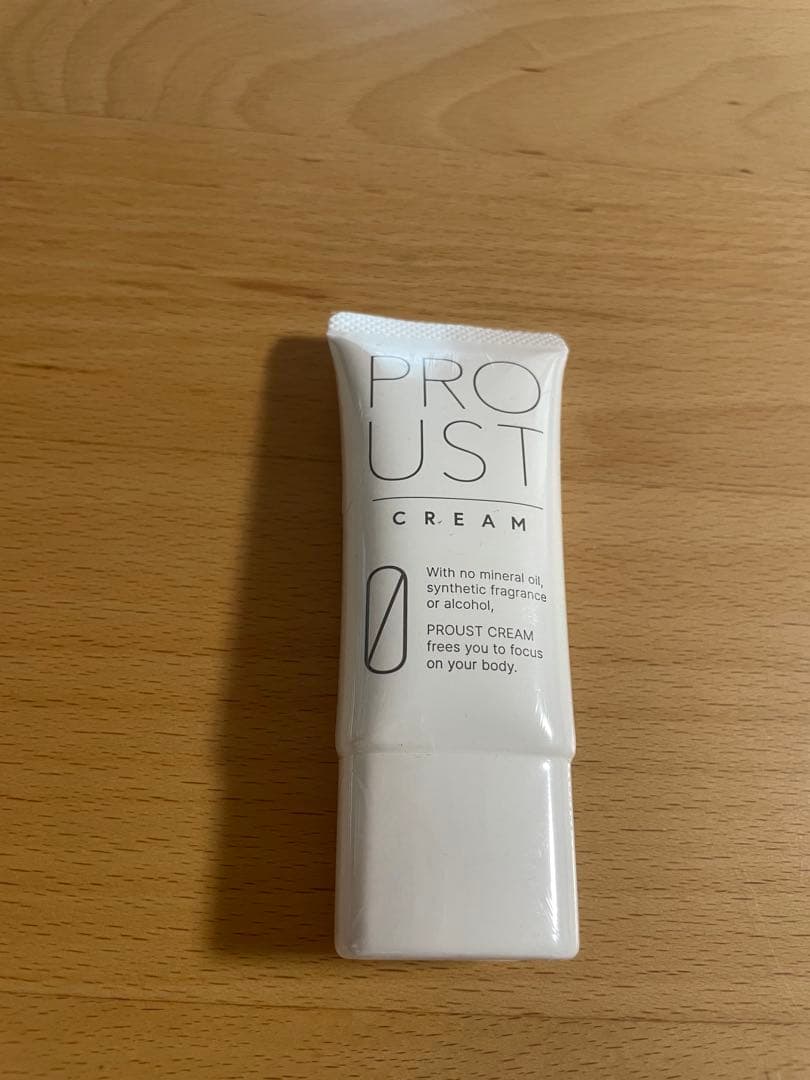 PRO
UST
CREAM
0
With no mineral oil,
synthetic fragrance
or alcohol,
PROUST CREAM
frees you to focus
on your body.